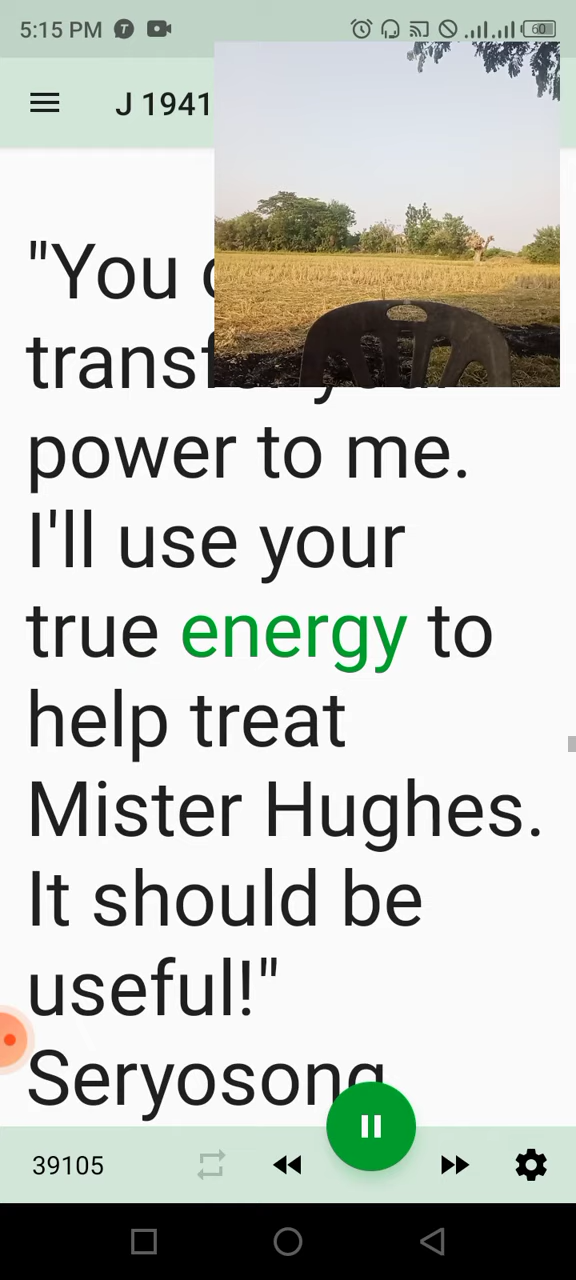 5:15 PM
60
J 1941
"You
power to me.
I'll use your
true energy to
help treat
Mister Hughes.
It should be
useful!"
Seryosong
39105